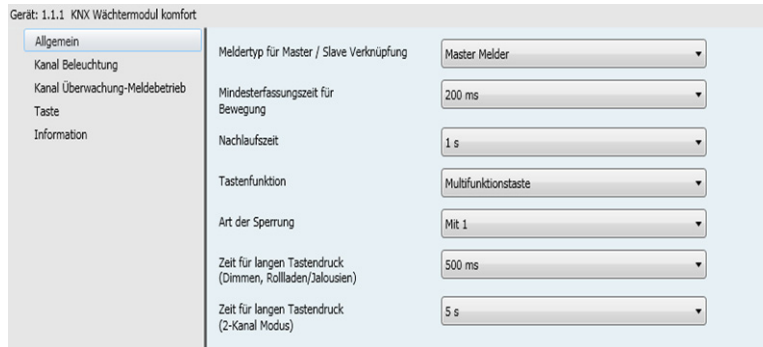 Gerät: 1.1.1 KNX Wächtermodul komfort
Allgemein
Kanal Beleuchtung
Kanal Überwachung-Meldebetrieb
Taste
Information
Meldertyp für Master / Slave Verknüpfung
Master Melder
Mindesterfassungszeit für
Bewegung
200 ms
Nachlaufszeit
1 s
Tastenfunktion
Multifunktionstaste
Art der Sperrung
Mit 1
Zeit für langen Tastendruck
(Dimmen, Rollladen/Jalousien)
500 ms
Zeit für langen Tastendruck
(2-Kanal Modus)
5 s